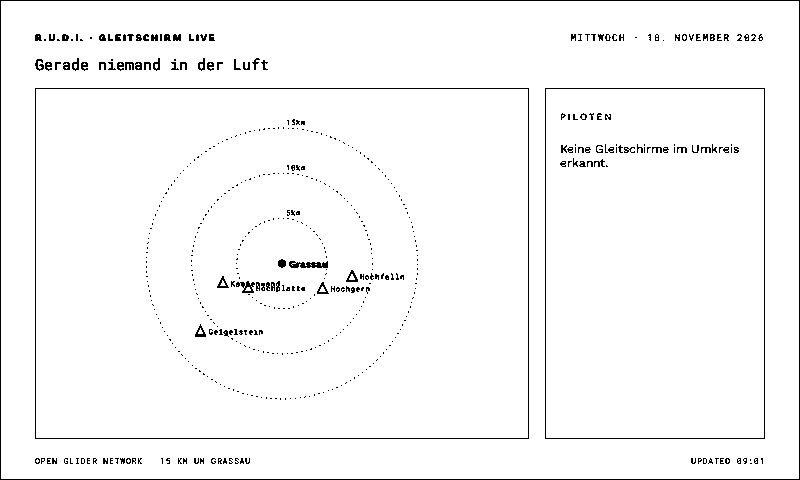 R.U.D.I. · GLEITSCHIRM LIVE
MITTWOCH · 18. NOVEMBER 2026
Gerade niemand in der Luft
15km
10km
5km
Grassau
Hochfelln
Kampenwand
Hochplatte
Hochgern
Geigelstein
PILOTEN
Keine Gleitschirme im Umkreis
erkannt.
OPEN GLIDER NETWORK
15 KM UM GRASSAU
UPDATED 09:01